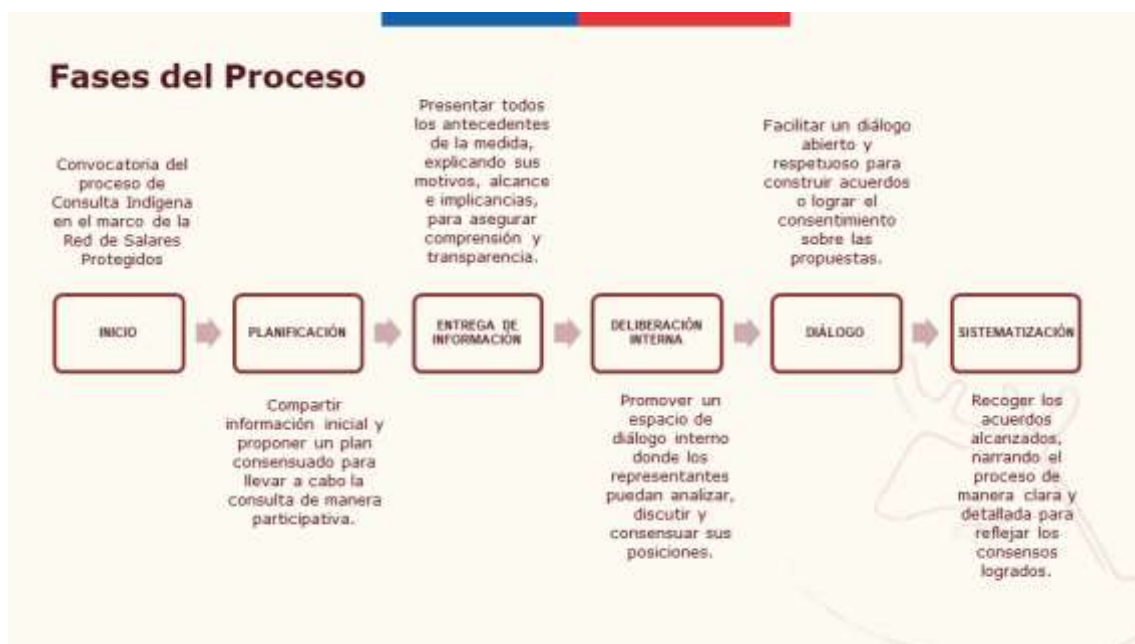 Fases del Proceso
Convocatoria del
proceso de
Consulta Indígena
en el marco de la
Red de Salares
Protegidos
INICIO
PLANIFICACIÓN
Compartir
información inicial y
proponer un plan
consensuado para
llevar a cabo la
consulta de manera
participativa.
Presentar todos
los antecedentes
de la medida,
explicando sus
motivos, alcance
e implicancias,
para asegurar
comprensión y
transparencia.
ENTREGA DE
INFORMACIÓN
DELIBERACIÓN
INTERNA
Promover un
espacio de
diálogo interno
donde los
representantes
puedan analizar,
discutir y
consensuar sus
posiciones.
Facilitar un diálogo
abierto y
respetuoso para
construir acuerdos
o lograr el
consentimiento
sobre las
propuestas.
DIÁLOGO
SISTEMATIZACIÓN
Recoger los
acuerdos
alcanzados,
narrando el
proceso de
manera clara y
detallada para
reflejar los
consensos
logrados.